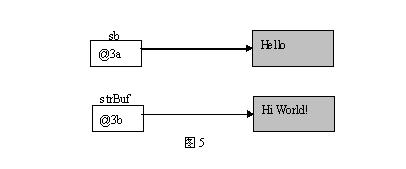 sb
@3a
Hello
strBuf
@3b
Hi World!
图 5